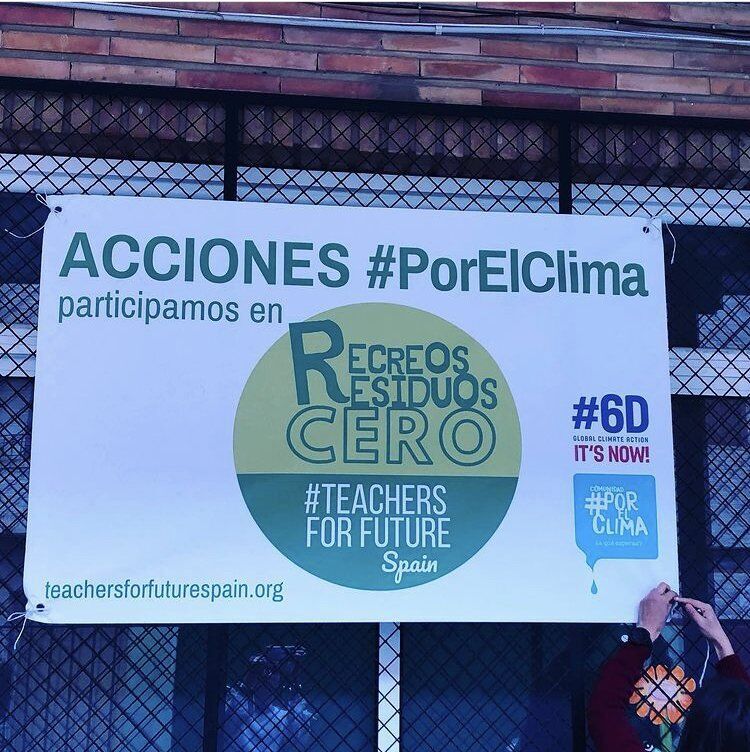 ACCIONES #PorElClima
participamos en
RECREOS
RESIDUOS
CERO
#TEACHERS
FOR FUTURE
Spain
#6D
GLOBAL CLIMATE ACTION
IT'S NOW!
COMUNIDAD
#POR
EL
CLIMA
teachersforfuturespain.org